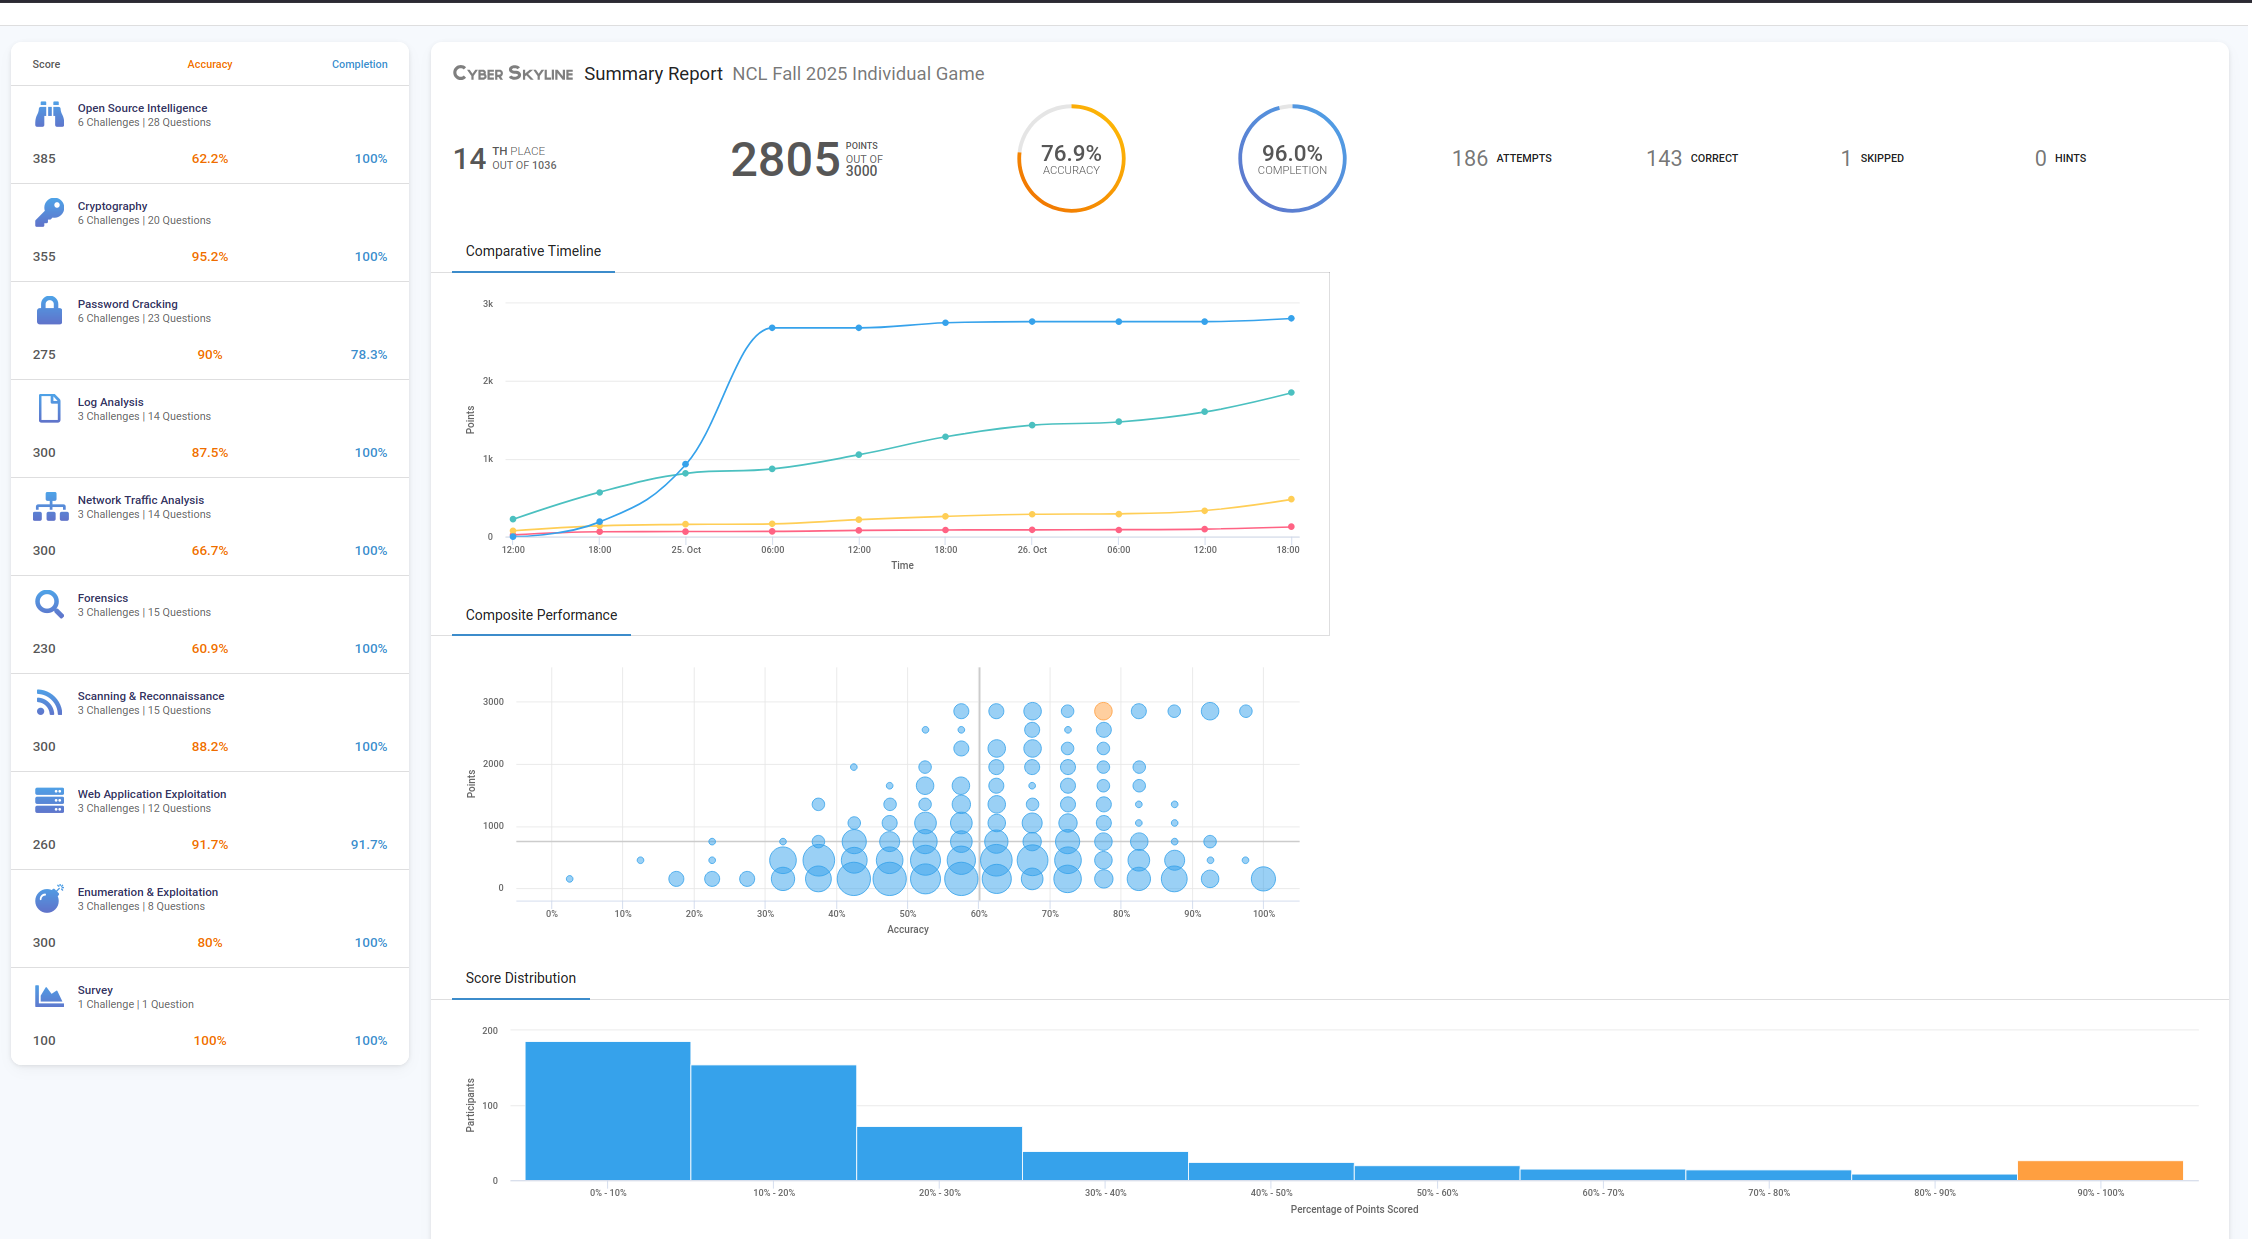 Score Accuracy Completion
Open Source Intelligence
6 Challenges | 28 Questions
385 62.2% 100%
Cryptography
6 Challenges | 20 Questions
355 95.2% 100%
Password Cracking
6 Challenges | 23 Questions
275 90% 78.3%
Log Analysis
3 Challenges | 14 Questions
300 87.5% 100%
Network Traffic Analysis
3 Challenges | 14 Questions
300 66.7% 100%
Forensics
3 Challenges | 15 Questions
230 60.9% 100%
Scanning & Reconnaissance
3 Challenges | 15 Questions
300 88.2% 100%
Web Application Exploitation
3 Challenges | 12 Questions
260 91.7% 91.7%
Enumeration & Exploitation
3 Challenges | 8 Questions
300 80% 100%
Survey
1 Challenge | 1 Question
100 100% 100%
CYBER SKYLINE Summary Report NCL Fall 2025 Individual Game
14 TH PLACE
OUT OF 1036
2805 POINTS
OUT OF
3000
76.9%
ACCURACY
96.0%
COMPLETION
186 ATTEMPTS
143 CORRECT
1 SKIPPED
0 HINTS
Comparative Timeline
3k
2k
1k
0
Points
12:00 18:00 25. Oct 06:00 12:00 18:00 26. Oct 06:00 12:00 18:00
Time
Composite Performance
3000
2000
1000
0
Points
0% 10% 20% 30% 40% 50% 60% 70% 80% 90% 100%
Accuracy
Score Distribution
200
100
0
Participants
0% - 10% 10% - 20% 20% - 30% 30% - 40% 40% - 50% 50% - 60% 60% - 70% 70% - 80% 80% - 90% 90% - 100%
Percentage of Points Scored